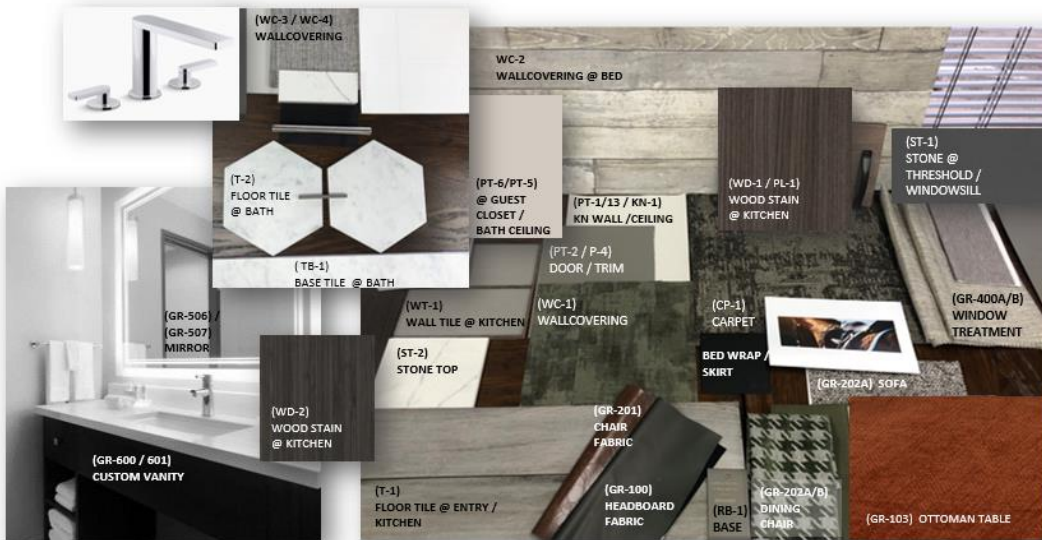 (WC-3 / WC-4)
WALLCOVERING
WC-2
WALLCOVERING @ BED
(ST-1)
STONE @
THRESHOLD /
WINDOWSILL
(T-2)
FLOOR TILE
@ BATH
(PT-6/PT-5)
@ GUEST
CLOSET /
BATH CEILING
(PT-1/13 / KN-1)
KN WALL /CEILING
(WD-1 / PL-1)
WOOD STAIN
@ KITCHEN
(PT-2 / P-4)
DOOR / TRIM
( TB-1)
BASE TILE @ BATH
(GR-506) /
(GR-507)
MIRROR
(WT-1)
WALL TILE @ KITCHEN
(WC-1)
WALLCOVERING
(CP-1)
CARPET
(GR-400A/B)
WINDOW
TREATMENT
(ST-2)
STONE TOP
BED WRAP /
SKIRT
(GR-202A) SOFA
(WD-2)
WOOD STAIN
@ KITCHEN
(GR-201)
CHAIR
FABRIC
(GR-600 / 601)
CUSTOM VANITY
(T-1)
FLOOR TILE @ ENTRY /
KITCHEN
(GR-100)
HEADBOARD
FABRIC
(RB-1)
BASE
(GR-202A/B)
DINING
CHAIR
(GR-103) OTTOMAN TABLE